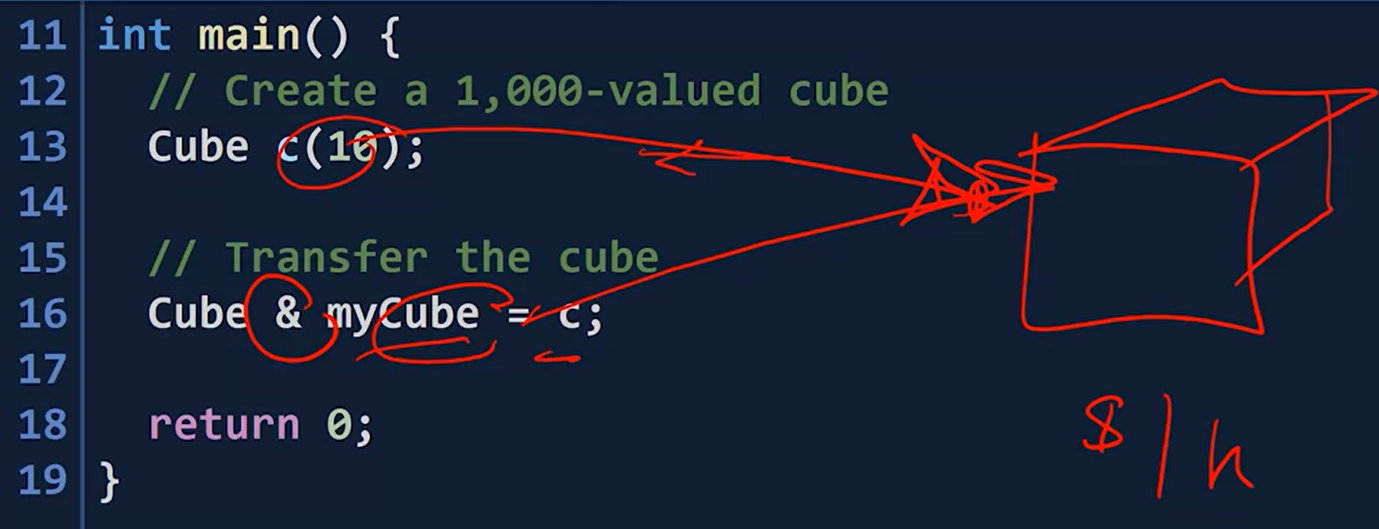 11 int main() {
12 // Create a 1,000-valued cube
13 Cube c(10);
14
15 // Transfer the cube
16 Cube & myCube = c;
17
18 return 0;
19 }
$1k